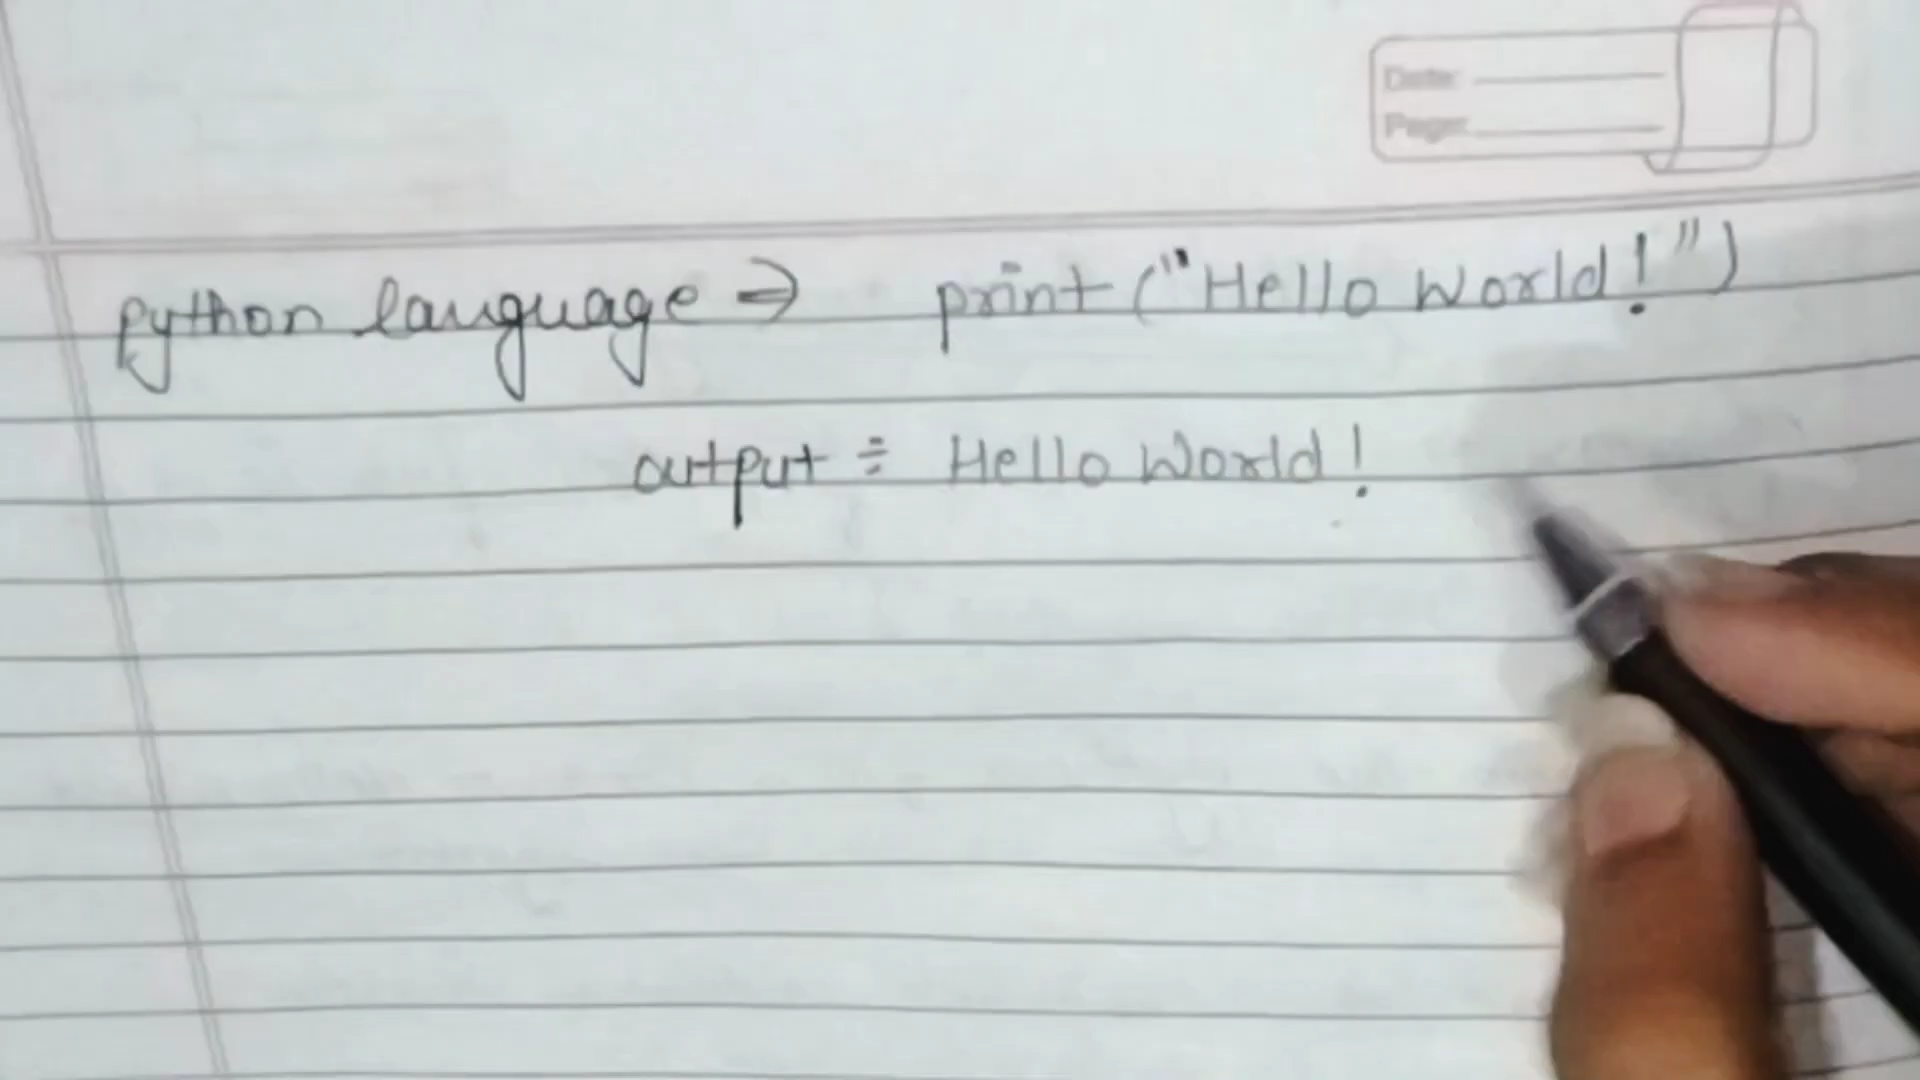 Date:
Page:
python language ⇒ print ("Hello World!")
output ÷ Hello World!